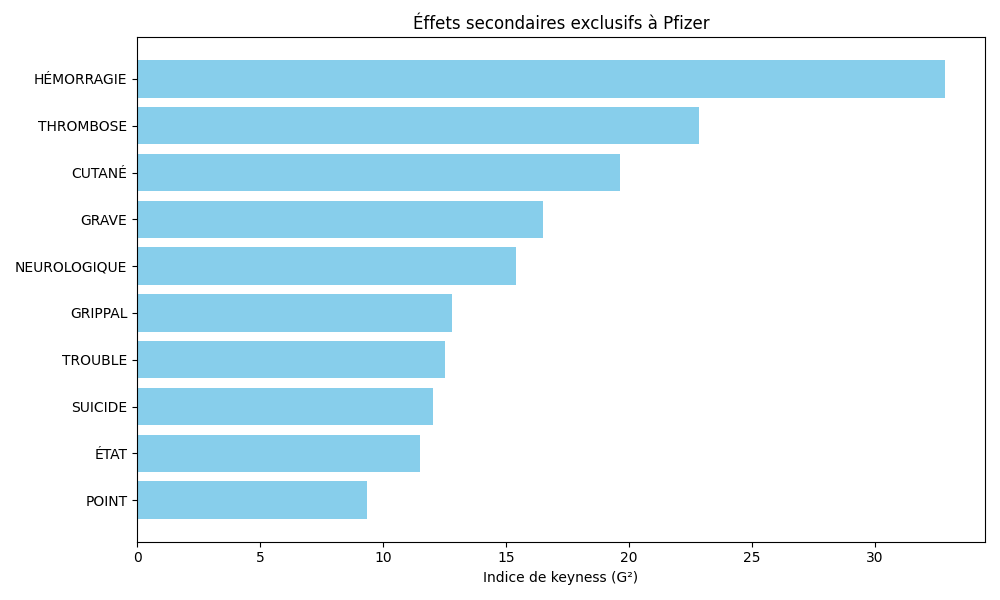 Éffets secondaires exclusifs à Pfizer
HÉMORRAGIE
THROMBOSE
CUTANÉ
GRAVE
NEUROLOGIQUE
GRIPPAL
TROUBLE
SUICIDE
ÉTAT
POINT
0 5 10 15 20 25 30
Indice de keyness (G²)